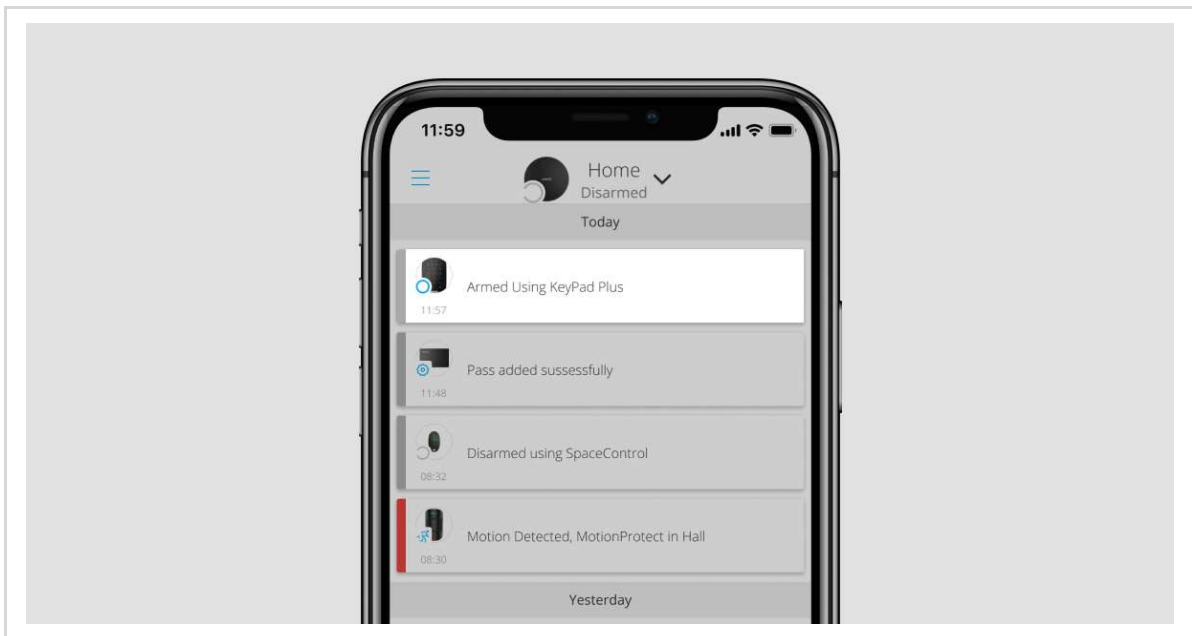 11:59
Home
Disarmed
Today
Armed Using KeyPad Plus
11:57
Pass added sussessfully
11:48
Disarmed using SpaceControl
08:32
Motion Detected, MotionProtect in Hall
08:30
Yesterday